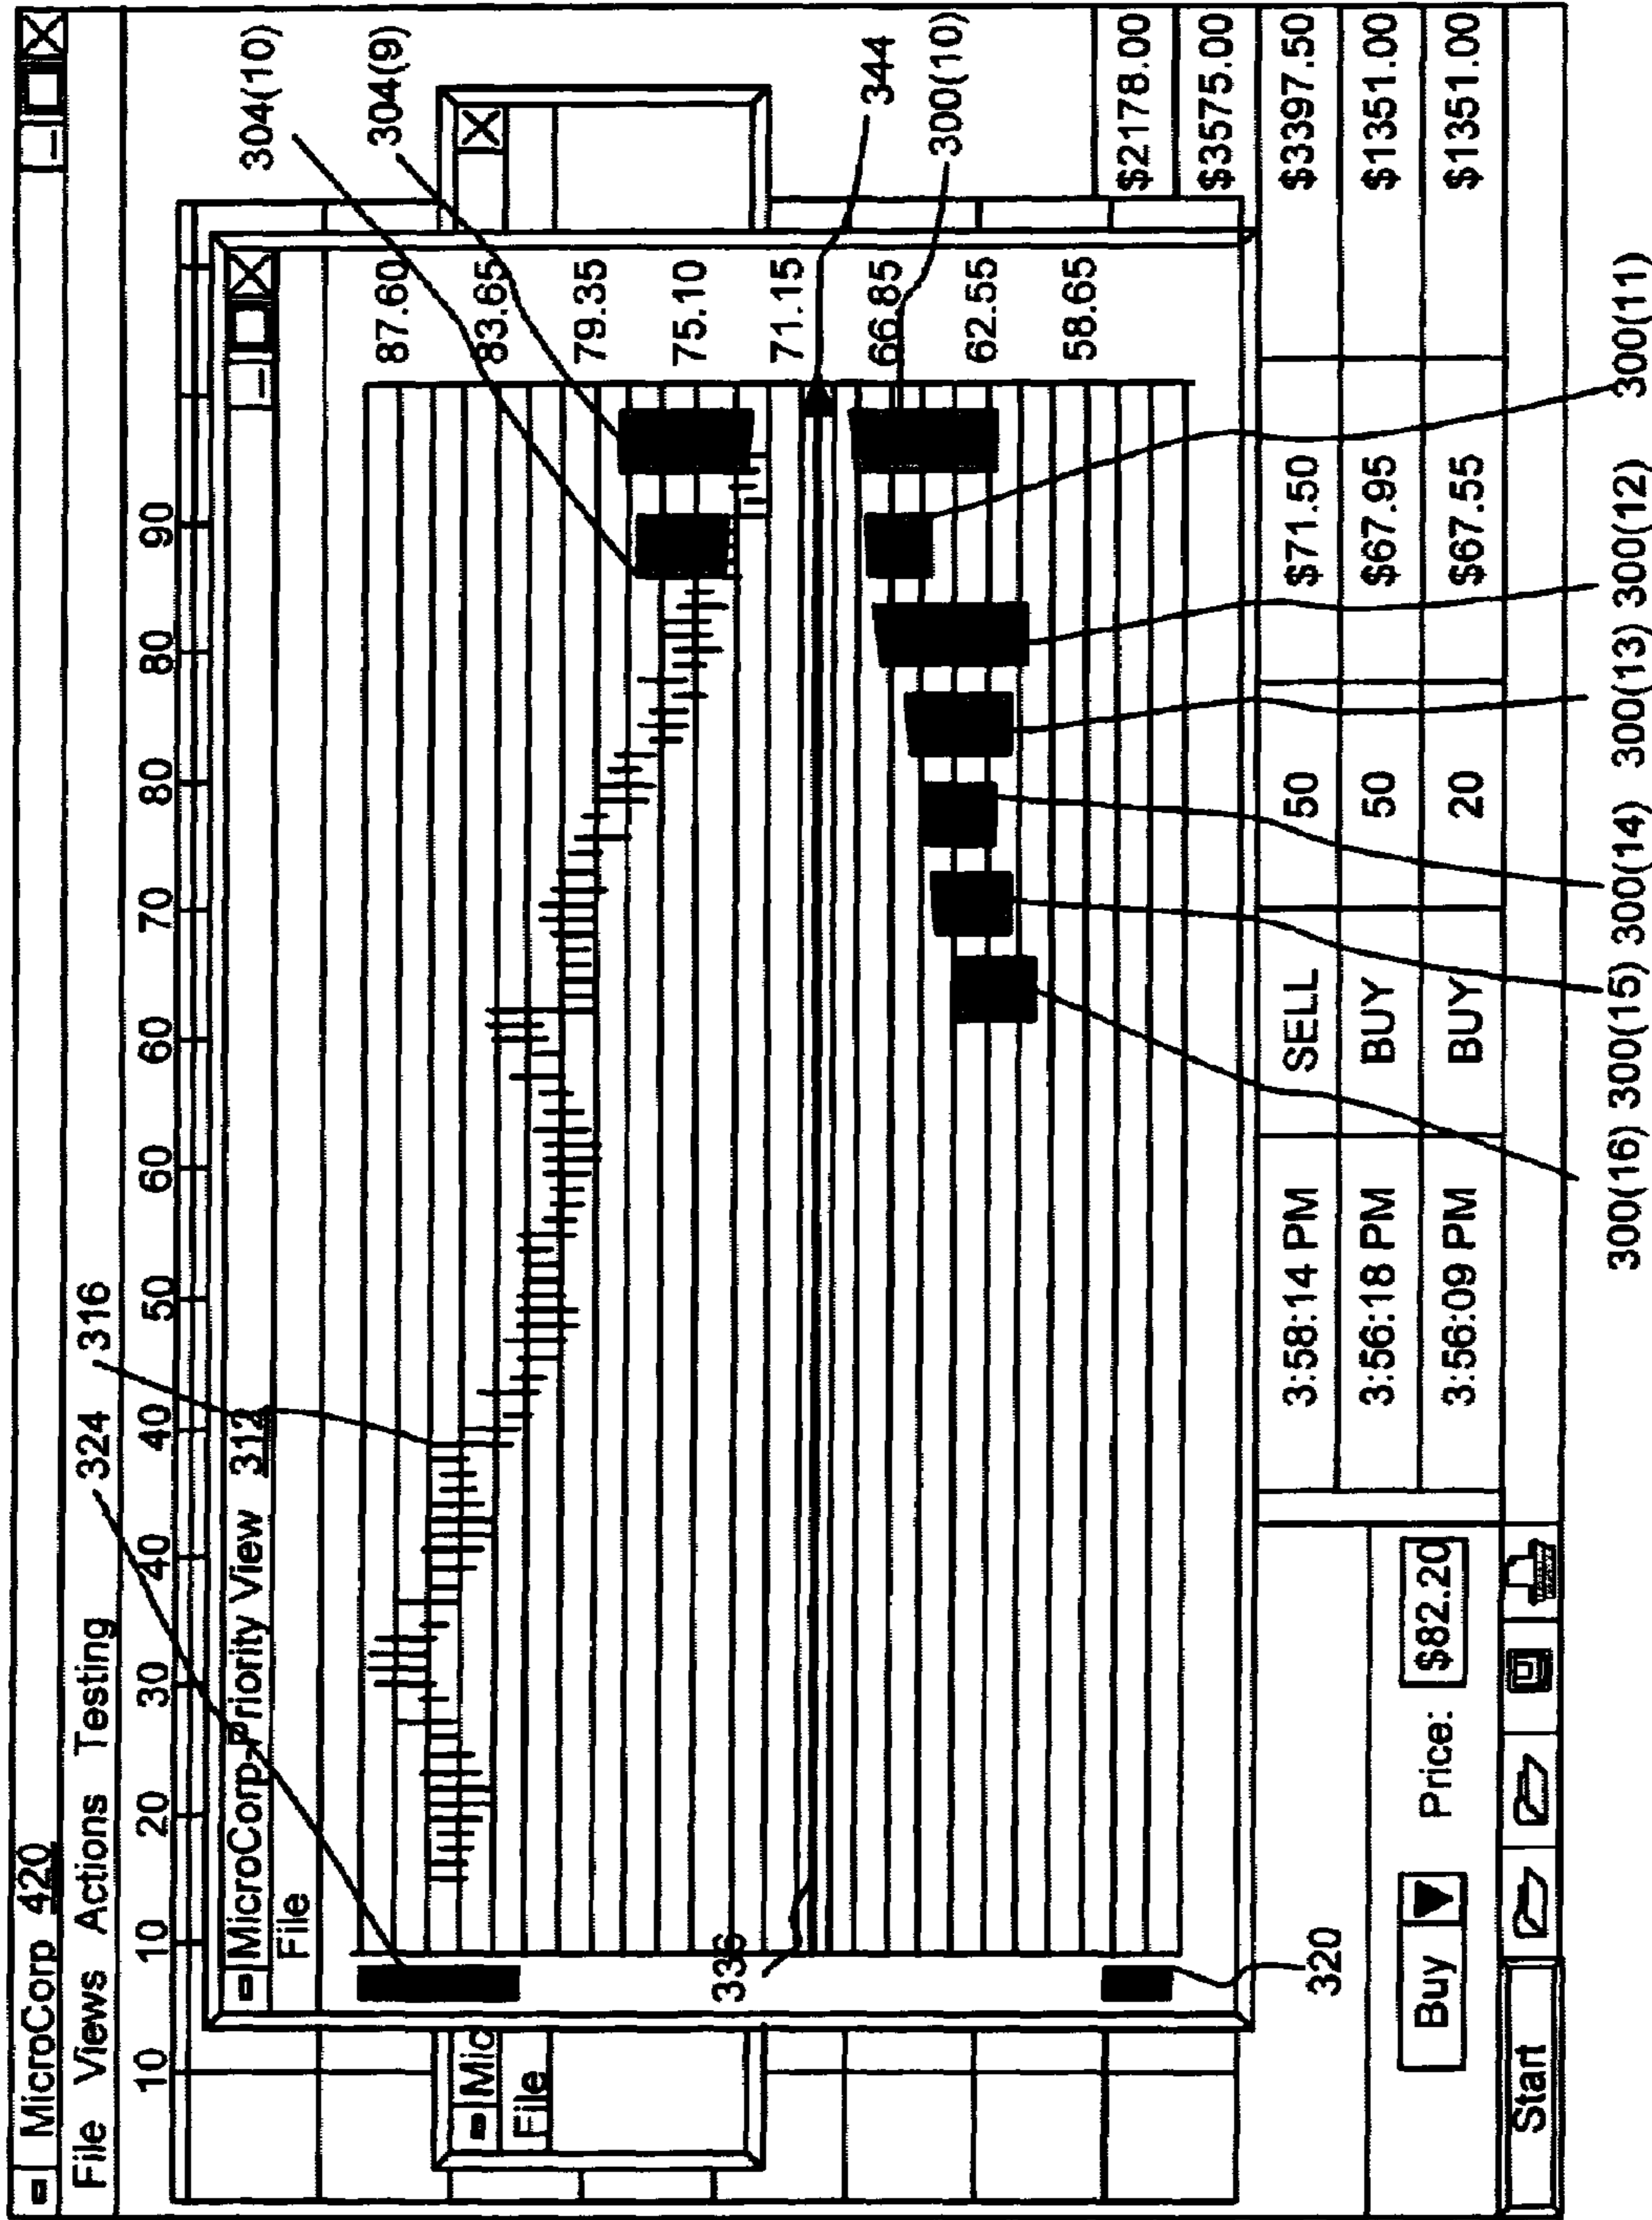 MicroCorp 420
File Views Actions Testing
324
316
10 10 20 30 40 40 50 60 60 70 80 80 90
MicroCorp-Priority View 312
File
304(10)
304(9)
87.60
83.65
79.35
75.10
71.15
66.85
62.55
58.65
344
300(10)
Mic
File
336
320
$2178.00
$3575.00
3:58:14 PM SELL 50 $71.50 $3397.50
3:56:18 PM BUY 50 $67.95 $1351.00
3:56:09 PM BUY 20 $67.55 $1351.00
Buy Price: $82.20
Start
300(16) 300(15) 300(14) 300(13) 300(12) 300(11)